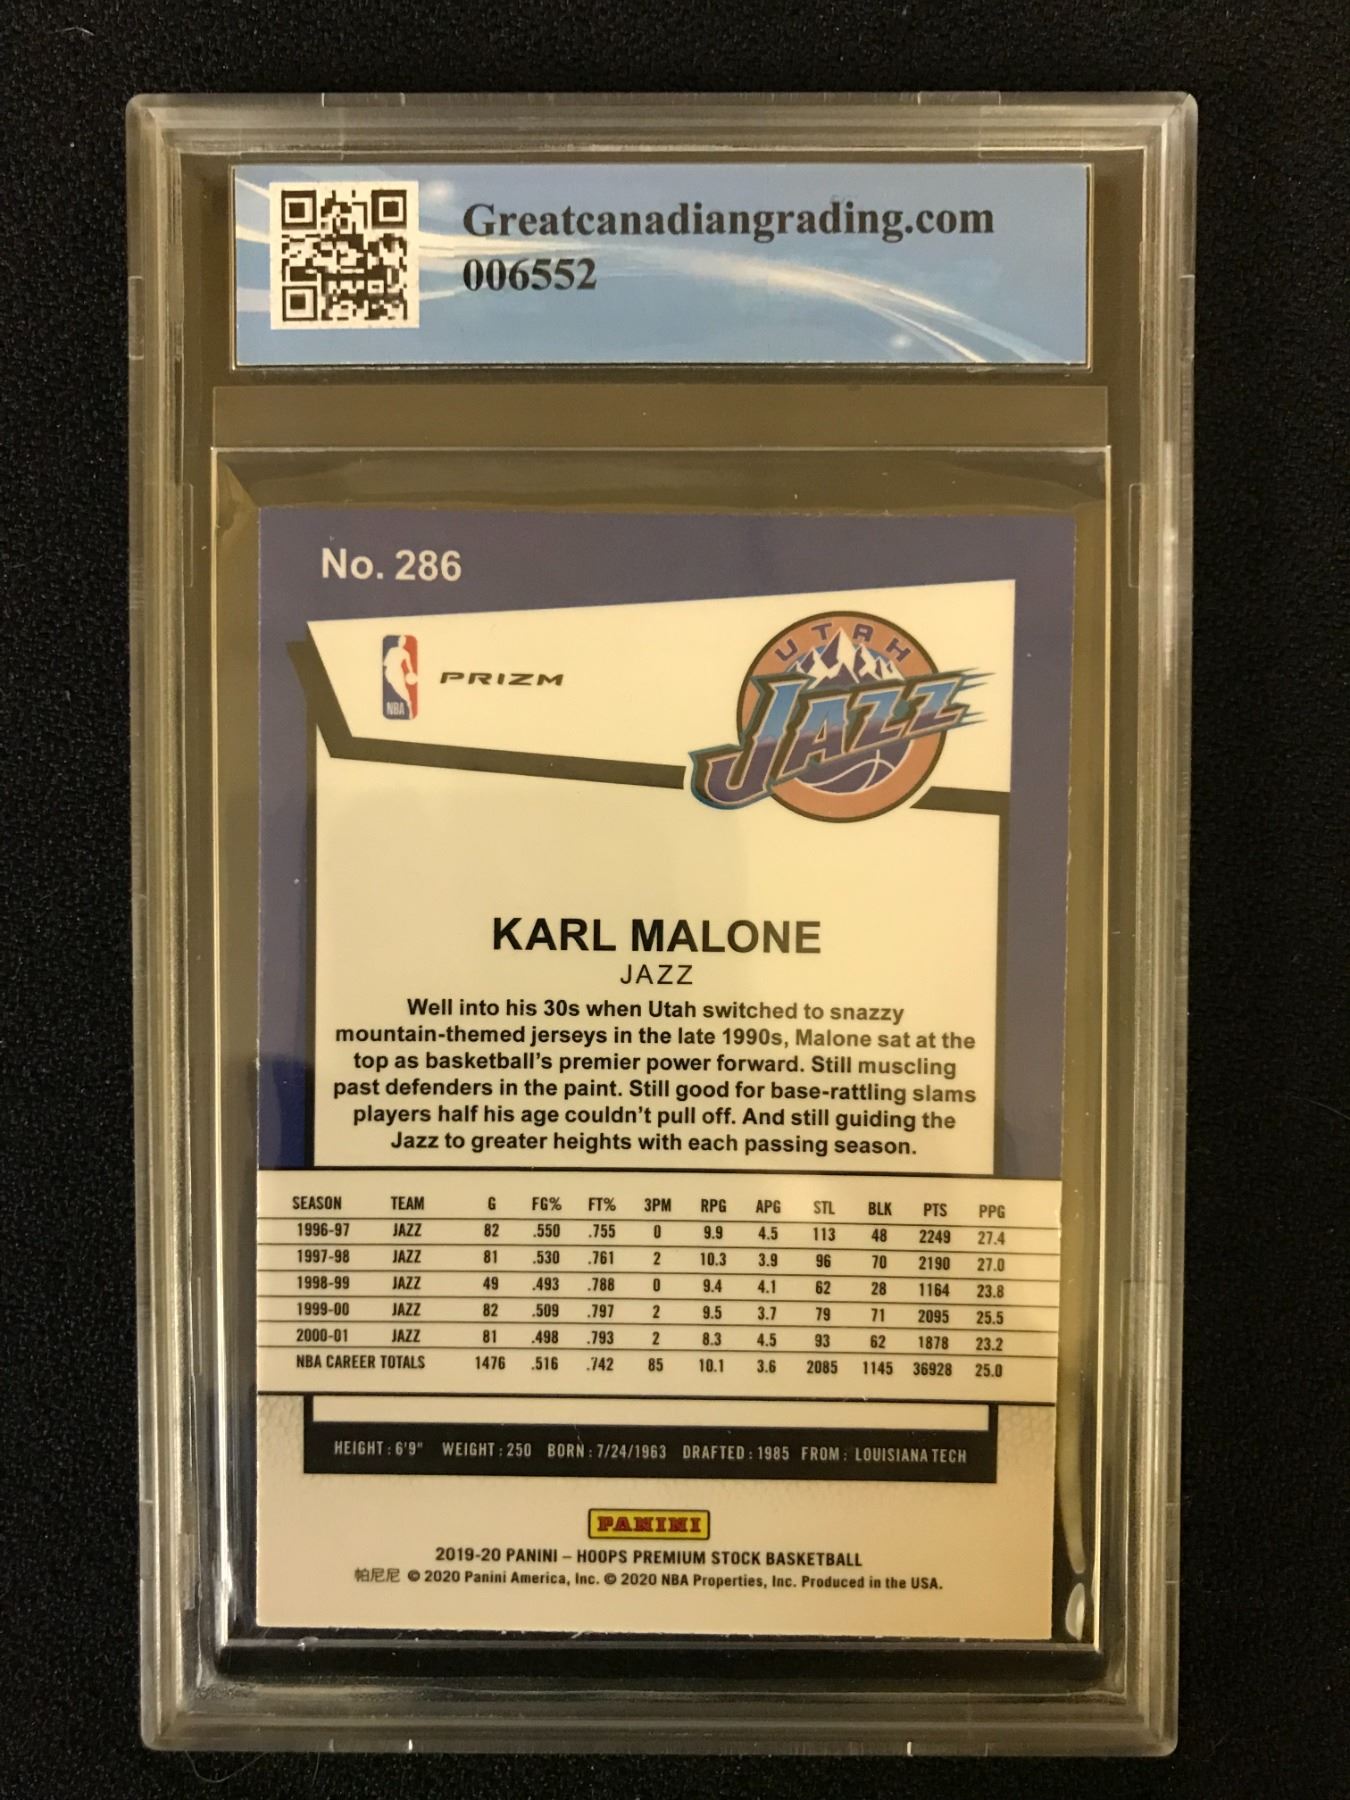 Greatcanadiangrading.com
006552
No. 286
NBA
PRIZM
UTAH
JAZZ
KARL MALONE
JAZZ
Well into his 30s when Utah switched to snazzy
mountain-themed jerseys in the late 1990s, Malone sat at the
top as basketball's premier power forward. Still muscling
past defenders in the paint. Still good for base-rattling slams
players half his age couldn't pull off. And still guiding the
Jazz to greater heights with each passing season.
SEASON TEAM G FG% FT% 3PM RPG APG STL BLK PTS PPG
1996-97 JAZZ 82 .550 .755 0 9.9 4.5 113 48 2249 27.4
1997-98 JAZZ 81 .530 .761 2 10.3 3.9 96 70 2190 27.0
1998-99 JAZZ 49 .493 .788 0 9.4 4.1 62 28 1164 23.8
1999-00 JAZZ 82 .509 .797 2 9.5 3.7 79 71 2095 25.5
2000-01 JAZZ 81 .498 .793 2 8.3 4.5 93 62 1878 23.2
NBA CAREER TOTALS 1476 .516 .742 85 10.1 3.6 2085 1145 36928 25.0
HEIGHT : 6'9" WEIGHT : 250 BORN : 7/24/1963 DRAFTED : 1985 FROM : LOUISIANA TECH
PANINI
2019-20 PANINI – HOOPS PREMIUM STOCK BASKETBALL
帕尼尼 © 2020 Panini America, Inc. © 2020 NBA Properties, Inc. Produced in the USA.